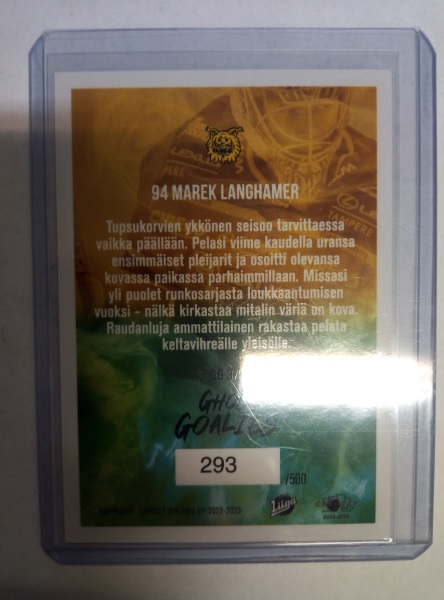 94 MAREK LANGHAMER
Tupsukorvien ykkönen seisoo tarvittaessa
vaikka päällään. Pelasi viime kaudella uransa
ensimmäiset pleijarit ja osoitti olevansa
kovassa paikassa parhaimmillaan. Missasi
yli puolet runkosarjasta loukkaantumisen
vuoksi - nälkä kirkastaa mitalin väriä on kova.
Raudanluja ammattilainen rakastaa pelata
keltavihreälle yleisölle.
GOALIES
293
/500
Liiga